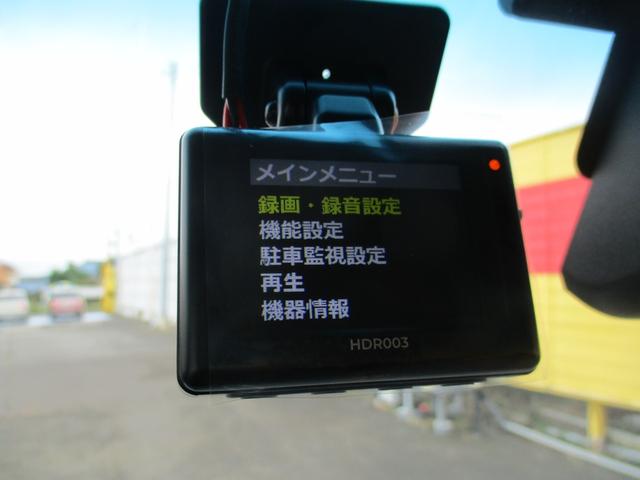 メインメニュー
録画・録音設定
機能設定
駐車監視設定
再生
機器情報
HDR003